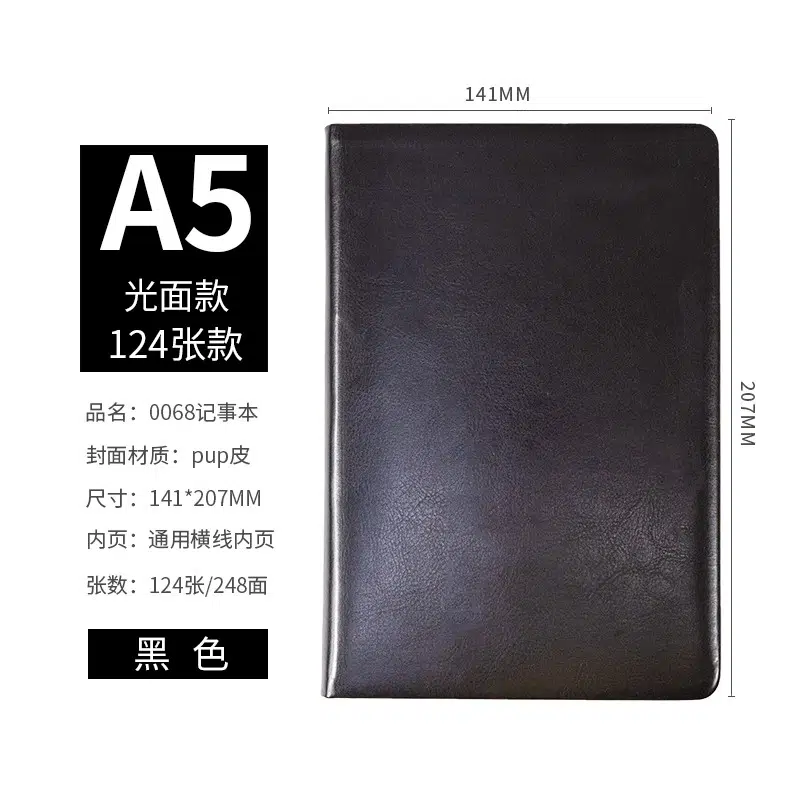 141MM
A5
光面款
124张款
207MM
品名：0068记事本
封面材质：pup皮
尺寸：141*207MM
内页：通用横线内页
张数：124张/248面
黑 色